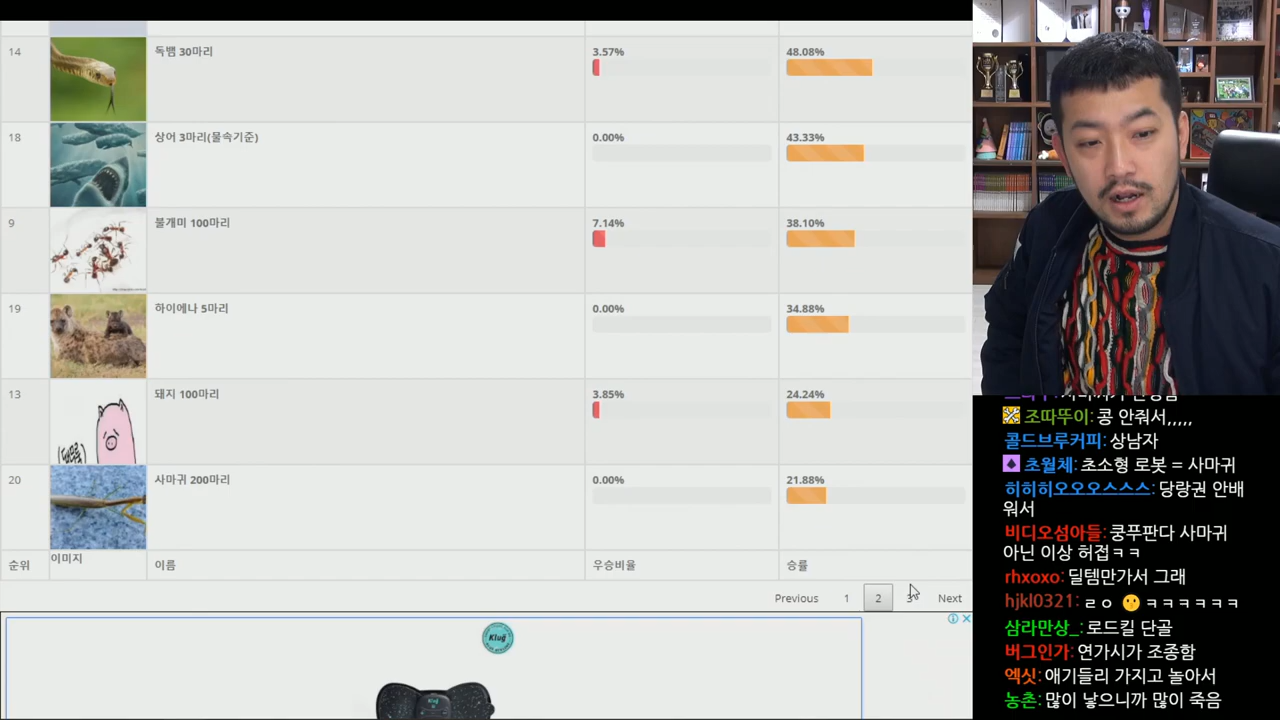 14 독뱀 30마리 3.57% 48.08%
18 상어 3마리(물속기준) 0.00% 43.33%
9 불개미 100마리 7.14% 38.10%
19 하이에나 5마리 0.00% 34.88%
13 돼지 100마리 3.85% 24.24%
20 사마귀 200마리 0.00% 21.88%
순위 이미지 이름 우승비율 승률
Previous 1 2 3 Next
Klug
조따뚜이: 콩 안줘서,,,,,
콜드브루커피: 상남자
초월체: 초소형 로봇 = 사마귀
히히히오오오스스스: 당랑권 안배
워서
비디오섬아들: 쿵푸판다 사마귀
아닌 이상 허접ㅋㅋ
rhxoxo: 딜템만가서 그래
hjkl0321: ㄹㅇ 😗 ㅋㅋㅋㅋㅋㅋ
삼라만상_: 로드킬 단골
버그인가: 연가시가 조종함
엑싯: 애기들리 가지고 놀아서
농촌: 많이 낳으니까 많이 죽음